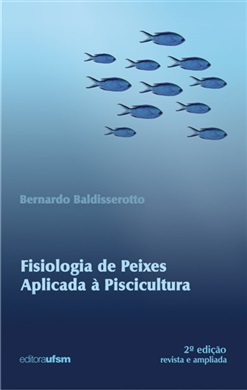 Bernardo Baldisserotto
Fisiologia de Peixes
Aplicada à Piscicultura
2ª edição
revista e ampliada
editoraufsm